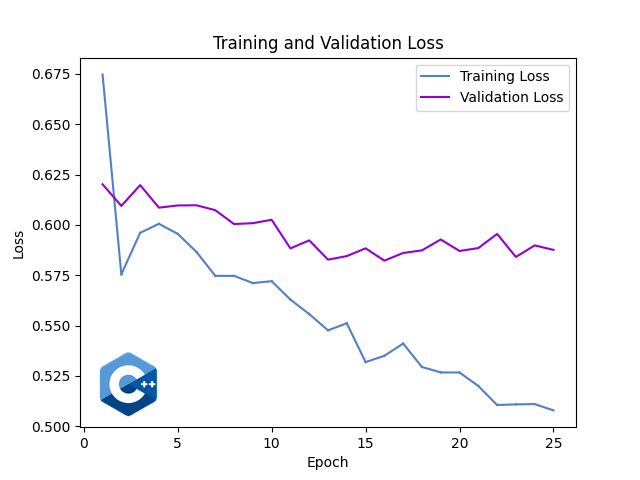 Training and Validation Loss
Training Loss
Validation Loss
0.675
0.650
0.625
0.600
0.575
0.550
0.525
0.500
Loss
C++
0
5
10
15
20
25
Epoch